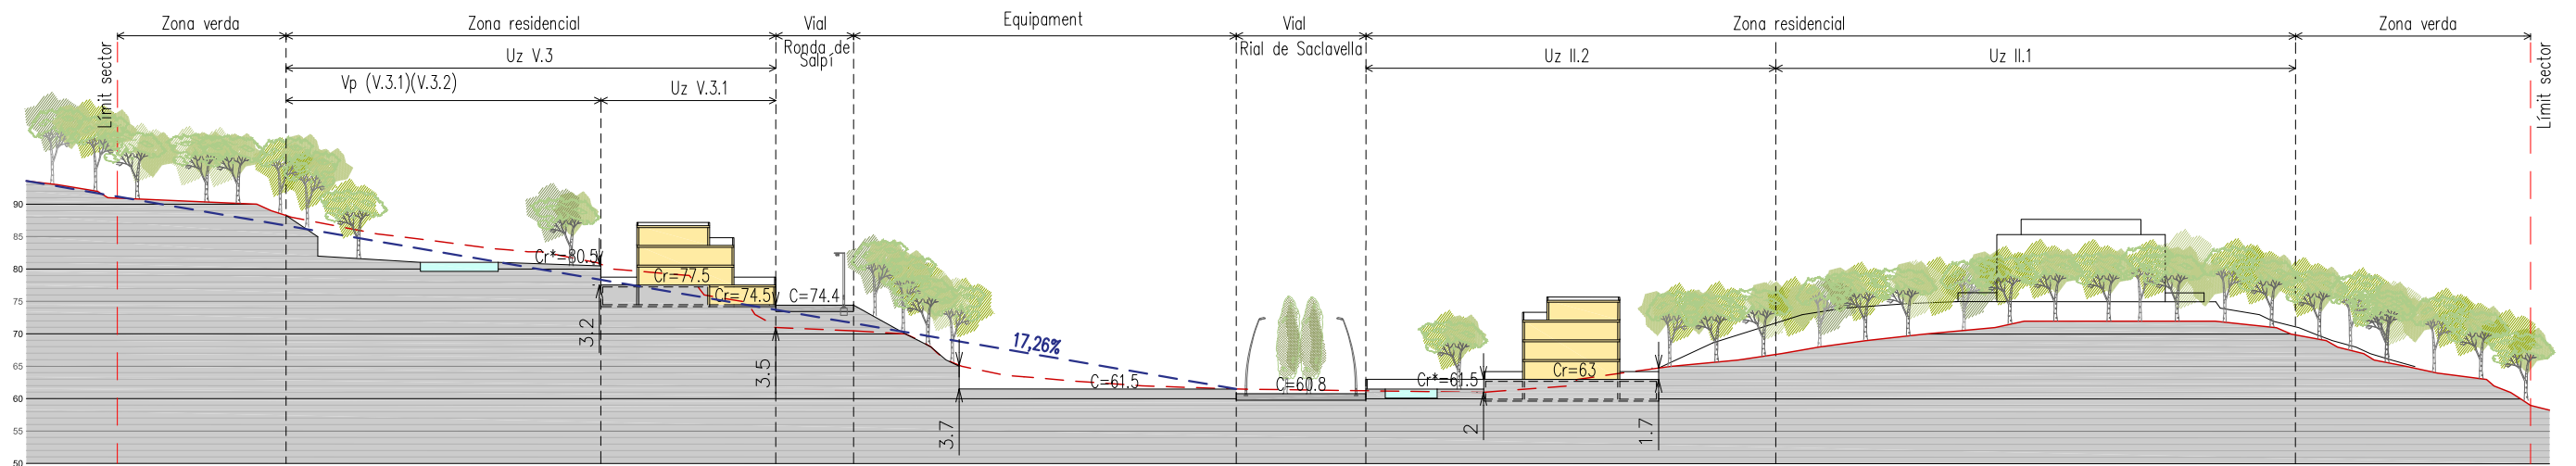 Zona verda
Zona residencial
Vial
Equipament
Vial
Zona residencial
Zona verda
Ronda de
Salpí
Rial de Saclavella
Uz V.3
Uz II.2
Uz II.1
Vp (V.3.1)(V.3.2)
Uz V.3.1
Límit sector
Límit sector
90
85
80
75
70
65
60
55
50
Cr*=80.5
Cr=77.5
Cr=74.5
C=74.4
3.2
3.5
17,26%
C=61.5
3.7
C=60.8
Cr*=61.5
Cr=63
2
1.7